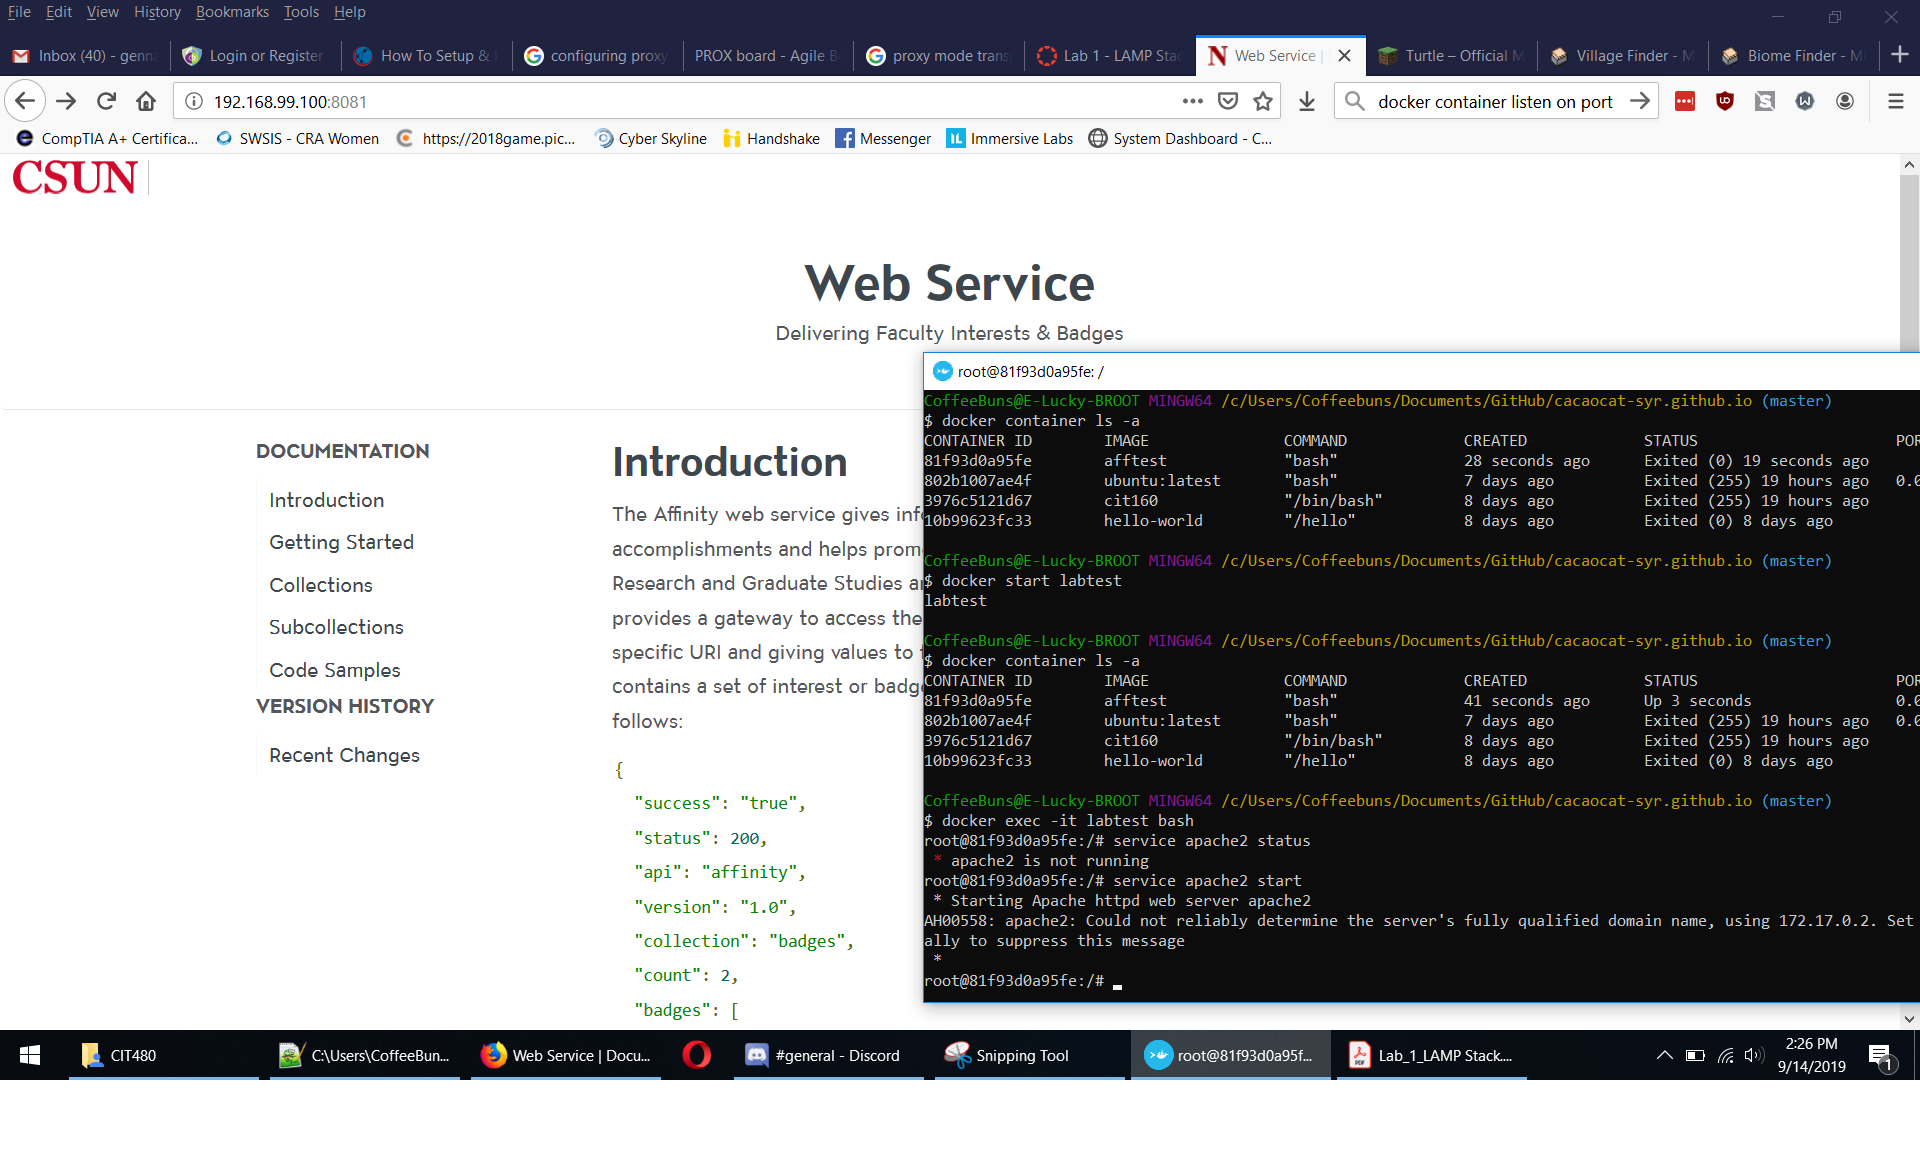 File Edit View History Bookmarks Tools Help
Inbox (40) - genn
Login or Register
How To Setup &
configuring proxy
PROX board - Agile B
proxy mode trans
Lab 1 - LAMP Sta
Web Service |
Turtle – Official M
Village Finder - M
Biome Finder - M
192.168.99.100:8081
docker container listen on port
CompTIA A+ Certifica...
SWSIS - CRA Women
https://2018game.pic...
Cyber Skyline
Handshake
Messenger
Immersive Labs
System Dashboard - C...
CSUN
Web Service
Delivering Faculty Interests & Badges
DOCUMENTATION
Introduction
Getting Started
Collections
Subcollections
Code Samples
VERSION HISTORY
Recent Changes
Introduction
The Affinity web service gives inf
accomplishments and helps prom
Research and Graduate Studies a
provides a gateway to access the
specific URI and giving values to
contains a set of interest or badg
follows:
{
"success": "true",
"status": 200,
"api": "affinity",
"version": "1.0",
"collection": "badges",
"count": 2,
"badges": [
root@81f93d0a95fe: /
CoffeeBuns@E-Lucky-BROOT MINGW64 /c/Users/Coffeebuns/Documents/GitHub/cacaocat-syr.github.io (master)
$ docker container ls -a
CONTAINER ID IMAGE COMMAND CREATED STATUS POR
81f93d0a95fe afftest "bash" 28 seconds ago Exited (0) 19 seconds ago
802b1007ae4f ubuntu:latest "bash" 7 days ago Exited (255) 19 hours ago 0.0
3976c5121d67 cit160 "/bin/bash" 8 days ago Exited (255) 19 hours ago
10b99623fc33 hello-world "/hello" 8 days ago Exited (0) 8 days ago
CoffeeBuns@E-Lucky-BROOT MINGW64 /c/Users/Coffeebuns/Documents/GitHub/cacaocat-syr.github.io (master)
$ docker start labtest
labtest
CoffeeBuns@E-Lucky-BROOT MINGW64 /c/Users/Coffeebuns/Documents/GitHub/cacaocat-syr.github.io (master)
$ docker container ls -a
CONTAINER ID IMAGE COMMAND CREATED STATUS POR
81f93d0a95fe afftest "bash" 41 seconds ago Up 3 seconds 0.0
802b1007ae4f ubuntu:latest "bash" 7 days ago Exited (255) 19 hours ago 0.0
3976c5121d67 cit160 "/bin/bash" 8 days ago Exited (255) 19 hours ago
10b99623fc33 hello-world "/hello" 8 days ago Exited (0) 8 days ago
CoffeeBuns@E-Lucky-BROOT MINGW64 /c/Users/Coffeebuns/Documents/GitHub/cacaocat-syr.github.io (master)
$ docker exec -it labtest bash
root@81f93d0a95fe:/# service apache2 status
* apache2 is not running
root@81f93d0a95fe:/# service apache2 start
* Starting Apache httpd web server apache2
AH00558: apache2: Could not reliably determine the server's fully qualified domain name, using 172.17.0.2. Set
ally to suppress this message
*
root@81f93d0a95fe:/#
CIT480
C:\Users\CoffeeBun...
Web Service | Docu...
#general - Discord
Snipping Tool
root@81f93d0a95f...
Lab_1_LAMP Stack....
2:26 PM
9/14/2019
1